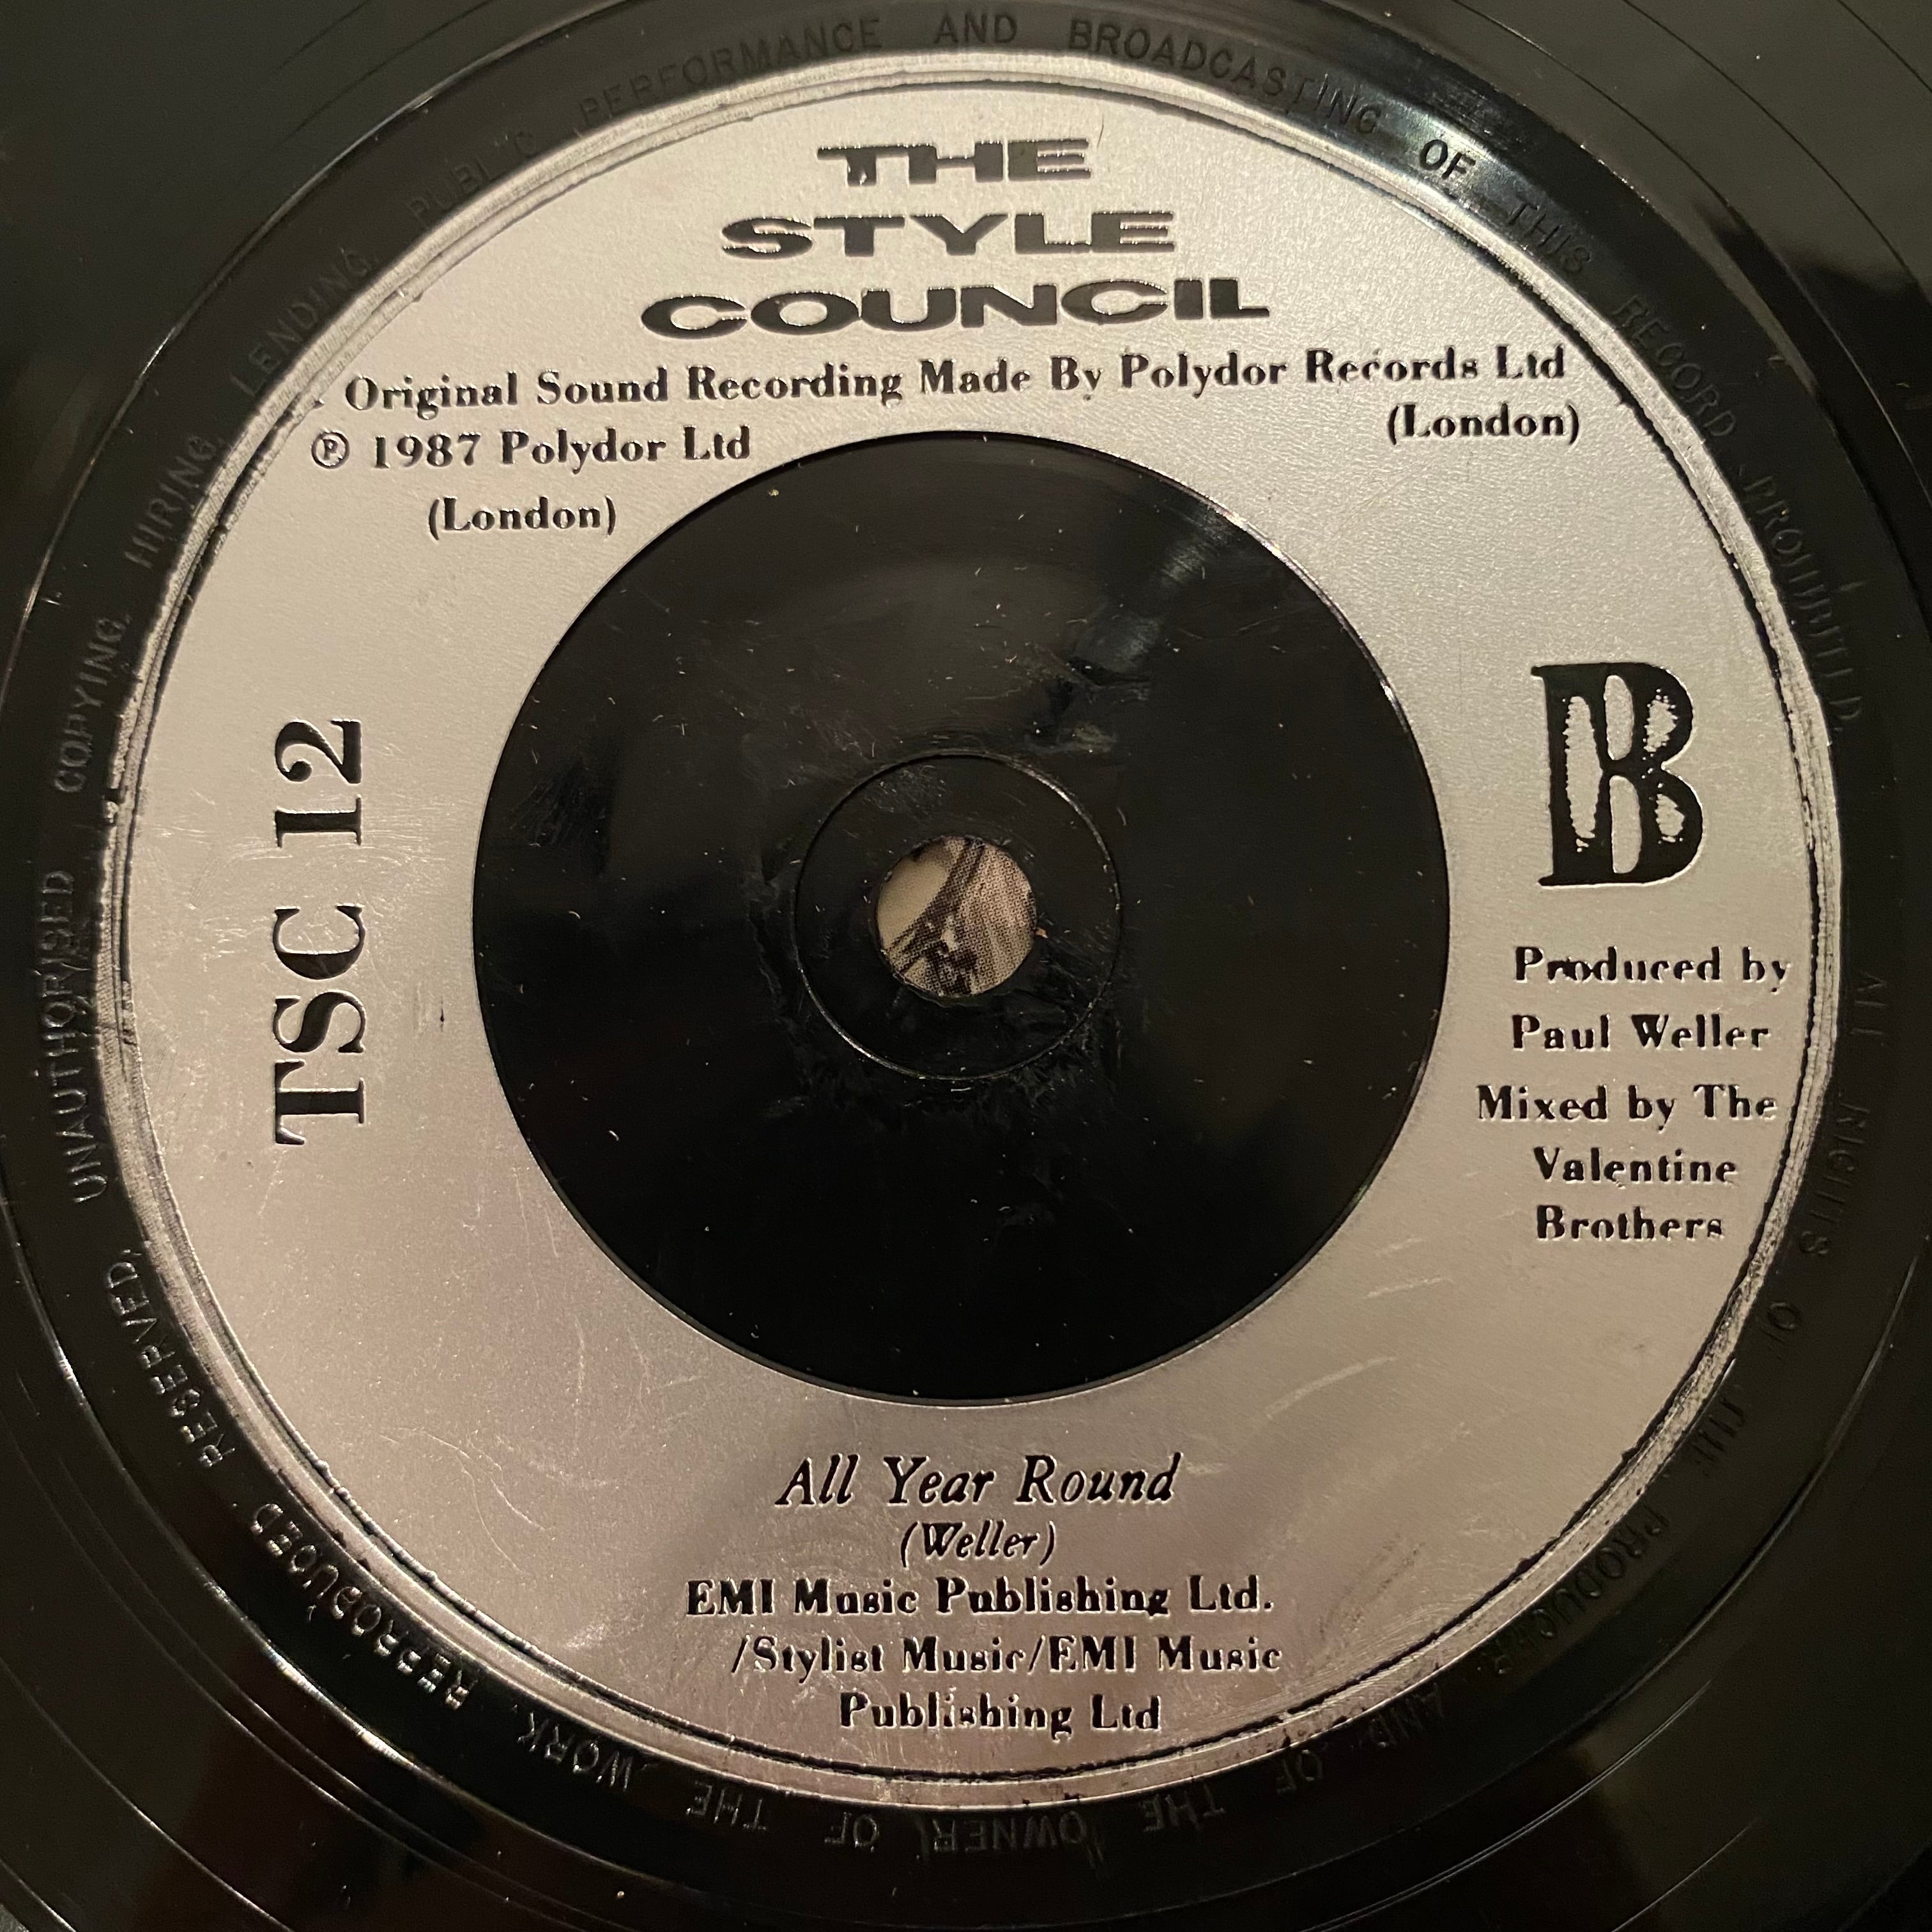 THE
STYLE
COUNCIL
Original Sound Recording Made By Polydor Records Ltd
(London)
℗ 1987 Polydor Ltd
(London)
TSC 12
B
Produced by
Paul Weller
Mixed by The
Valentine
Brothers
All Year Round
(Weller)
EMI Music Publishing Ltd.
/Stylist Music/EMI Music
Publishing Ltd
ALL RIGHTS OF THE PRODUCER AND OF THE OWNER OF THE WORK REPRODUCED RESERVED. UNAUTHORISED COPYING, HIRING, LENDING, PUBLIC PERFORMANCE AND BROADCASTING OF THIS RECORD PROHIBITED.